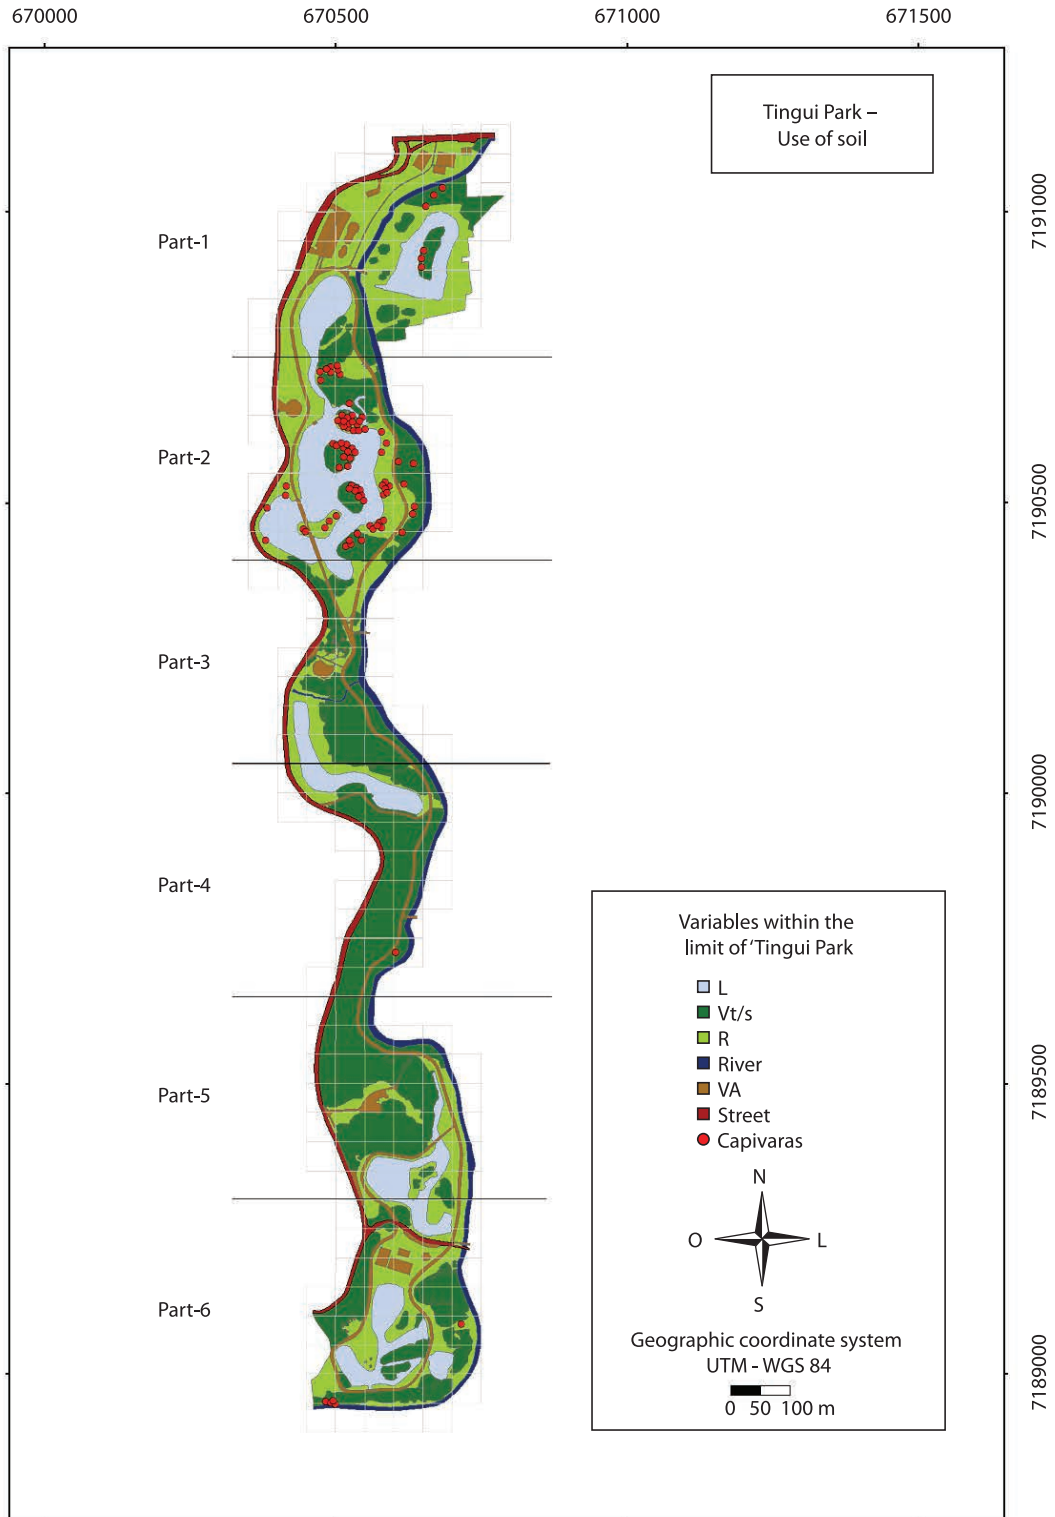 670000 670500 671000 671500
Tingui Park –
Use of soil
7191000
Part-1
Part-2
7190500
Part-3
7190000
Part-4
Variables within the
limit of ‘Tingui Park
L
Vt/s
R
River
VA
Street
Capivaras
7189500
Part-5
N
O L
S
Part-6
Geographic coordinate system
UTM - WGS 84
0 50 100 m
7189000